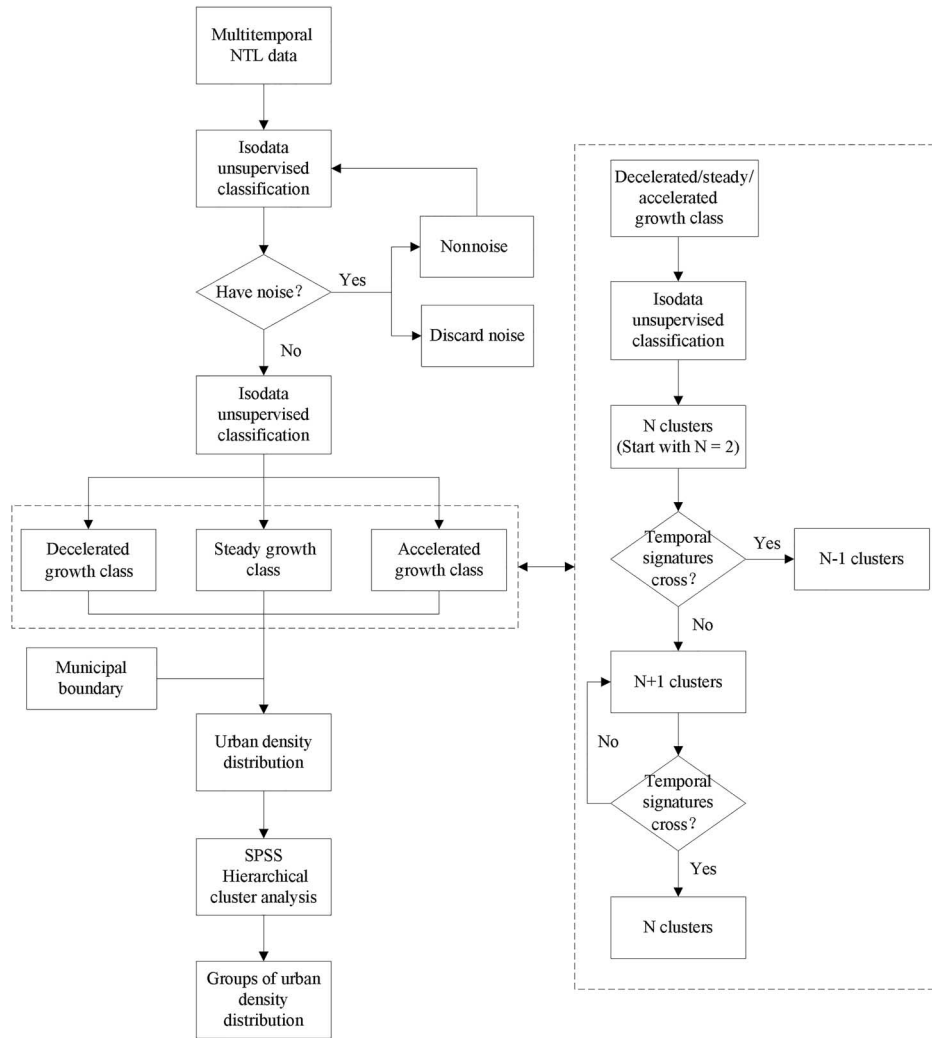 Multitemporal
NTL data
Isodata
unsupervised
classification
Have noise?
Yes
Nonnoise
Discard noise
No
Isodata
unsupervised
classification
Decelerated
growth class
Steady growth
class
Accelerated
growth class
Municipal
boundary
Urban density
distribution
SPSS
Hierarchical
cluster analysis
Groups of urban
density
distribution
Decelerated/steady/
accelerated
growth class
Isodata
unsupervised
classification
N clusters
(Start with N = 2)
Temporal
signatures
cross?
Yes
N-1 clusters
No
N+1 clusters
No
Temporal
signatures
cross?
Yes
N clusters